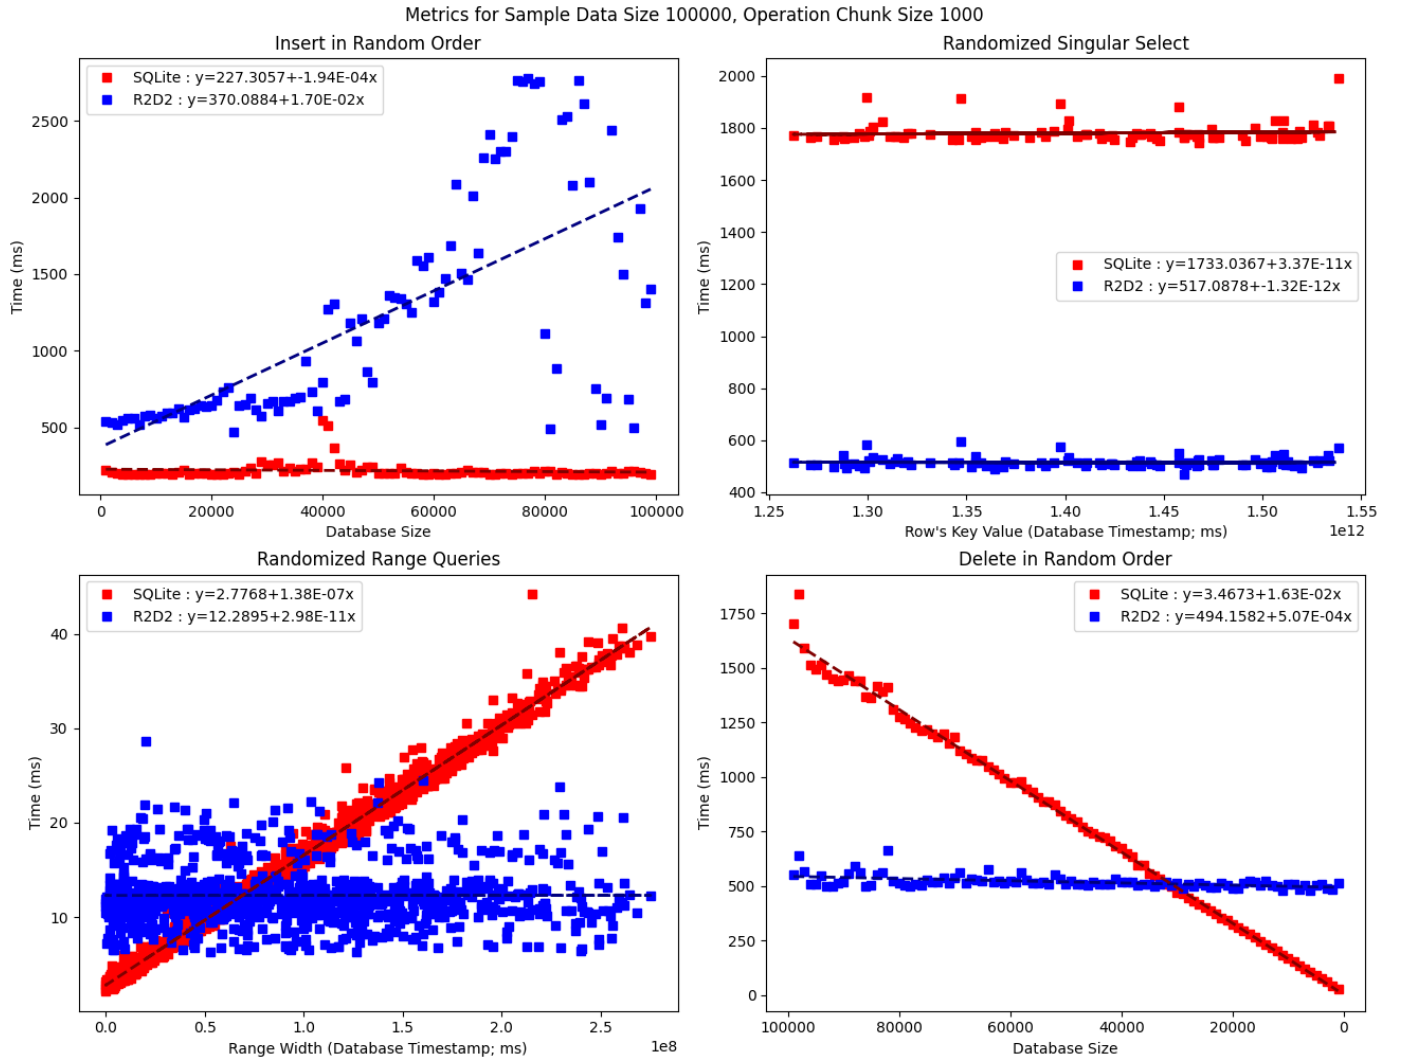 Metrics for Sample Data Size 100000, Operation Chunk Size 1000
Insert in Random Order
SQLite : y=227.3057+-1.94E-04x
R2D2 : y=370.0884+1.70E-02x
Time (ms)
2500
2000
1500
1000
500
0
20000
40000
60000
80000
100000
Database Size
Randomized Singular Select
SQLite : y=1733.0367+3.37E-11x
R2D2 : y=517.0878+-1.32E-12x
Time (ms)
2000
1800
1600
1400
1200
1000
800
600
400
1.25
1.30
1.35
1.40
1.45
1.50
1.55
1e12
Row's Key Value (Database Timestamp; ms)
Randomized Range Queries
SQLite : y=2.7768+1.38E-07x
R2D2 : y=12.2895+2.98E-11x
Time (ms)
40
30
20
10
0.0
0.5
1.0
1.5
2.0
2.5
1e8
Range Width (Database Timestamp; ms)
Delete in Random Order
SQLite : y=3.4673+1.63E-02x
R2D2 : y=494.1582+5.07E-04x
Time (ms)
1750
1500
1250
1000
750
500
250
0
100000
80000
60000
40000
20000
0
Database Size